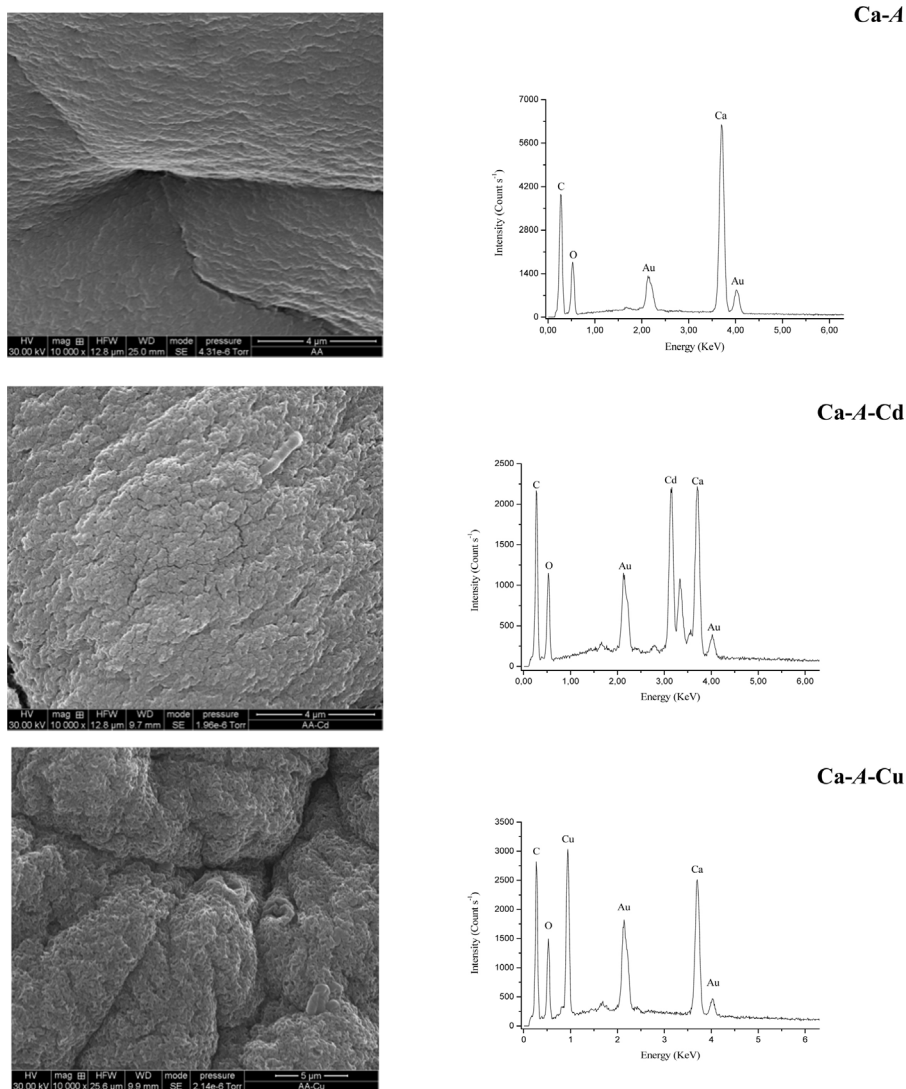 Ca-A
HV mag HFW WD mode pressure 4 µm
30.00 kV 10 000 x 12.8 µm 25.0 mm SE 4.31e-6 Torr AA
7000
5600
4200
2800
1400
0
Intensity (Count s-1)
C
O
Au
Ca
Au
0,00 1,00 2,00 3,00 4,00 5,00 6,00
Energy (KeV)
Ca-A-Cd
HV mag HFW WD mode pressure 4 µm
30.00 kV 10 000 x 12.8 µm 9.7 mm SE 1.96e-6 Torr AA-Cd
2500
2000
1500
1000
500
0
Intensity (Count s-1)
C
O
Au
Cd
Ca
Au
0,00 1,00 2,00 3,00 4,00 5,00 6,00
Energy (KeV)
Ca-A-Cu
HV mag HFW WD mode pressure 5 µm
30.00 kV 10 000 x 25.6 µm 9.9 mm SE 2.14e-6 Torr AA-Cu
3500
3000
2500
2000
1500
1000
500
0
Intensity (Count s-1)
C
O
Cu
Au
Ca
Au
0 1 2 3 4 5 6
Energy (KeV)